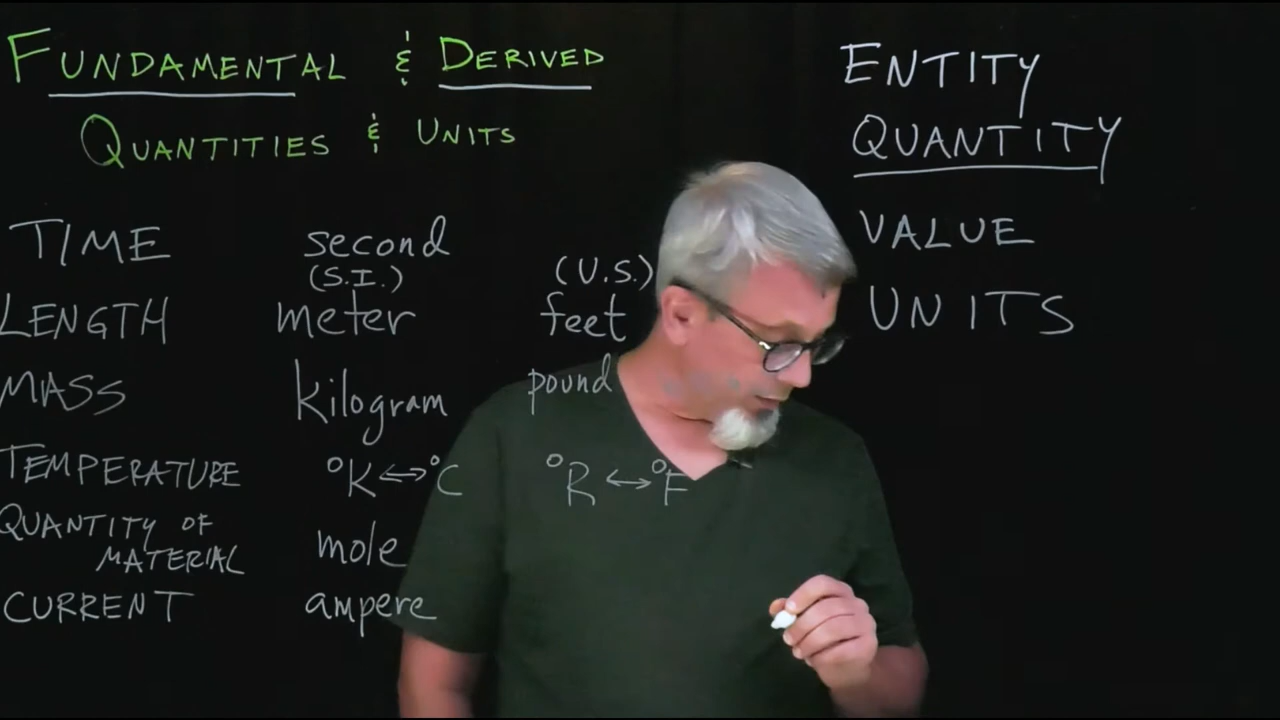 FUNDAMENTAL & DERIVED
QUANTITIES & UNITS
TIME second
(S.I.) (U.S.)
LENGTH meter feet
MASS kilogram pound
TEMPERATURE °K↔°C °R↔°F
QUANTITY OF
MATERIAL mole
CURRENT ampere
ENTITY
QUANTITY
VALUE
UNITS